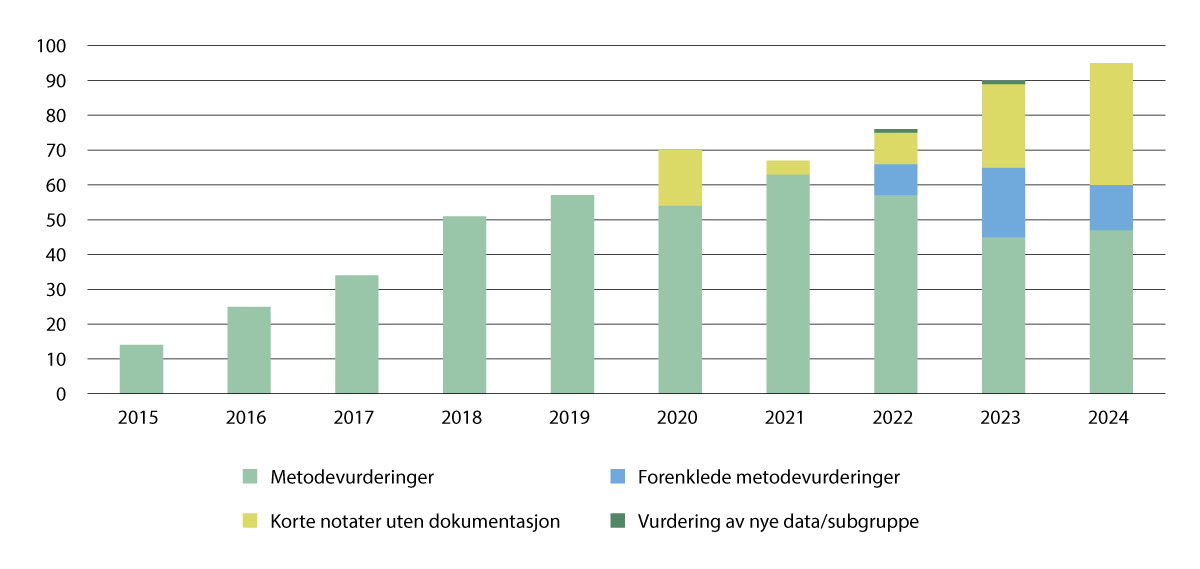 100
90
80
70
60
50
40
30
20
10
0
2015 2016 2017 2018 2019 2020 2021 2022 2023 2024
Metodevurderinger
Forenklede metodevurderinger
Korte notater uten dokumentasjon
Vurdering av nye data/subgruppe